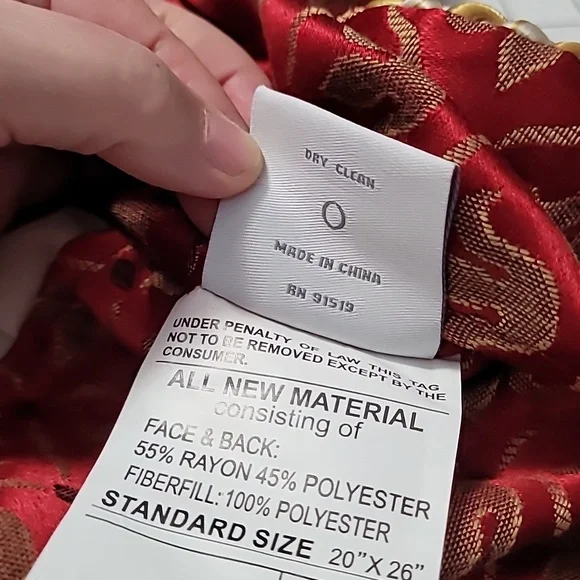 DRY CLEAN
MADE IN CHINA
RN 91519
UNDER PENALTY OF LAW THIS TAG
NOT TO BE REMOVED EXCEPT BY THE
CONSUMER.
ALL NEW MATERIAL
consisting of
FACE & BACK:
55% RAYON 45% POLYESTER
FIBERFILL:100% POLYESTER
STANDARD SIZE 20"X 26"